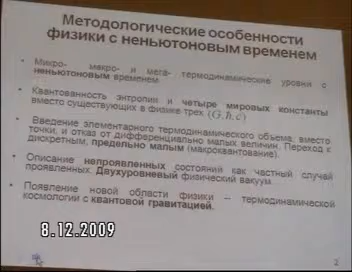 Методологические особенности
физики с неньютоновым временем
Микро- макро- и мега- термодинамические уровни с
неньютоновым временем
Квантованность энтропии и четыре мировых константы
вместо существующих в физике трех (G,ħ,c)
Введение элементарного термодинамического объема, вместо
точки, и отказ от дифференциально малых величин. Переход к
дискретным, предельно малым (макроквантование).
Описание непроявленных состояний как частный случай
проявленных. Двухуровневый физический вакуум.
Появление новой области физики – термодинамической
космологии с квантовой гравитацией.
8.12.2009
2